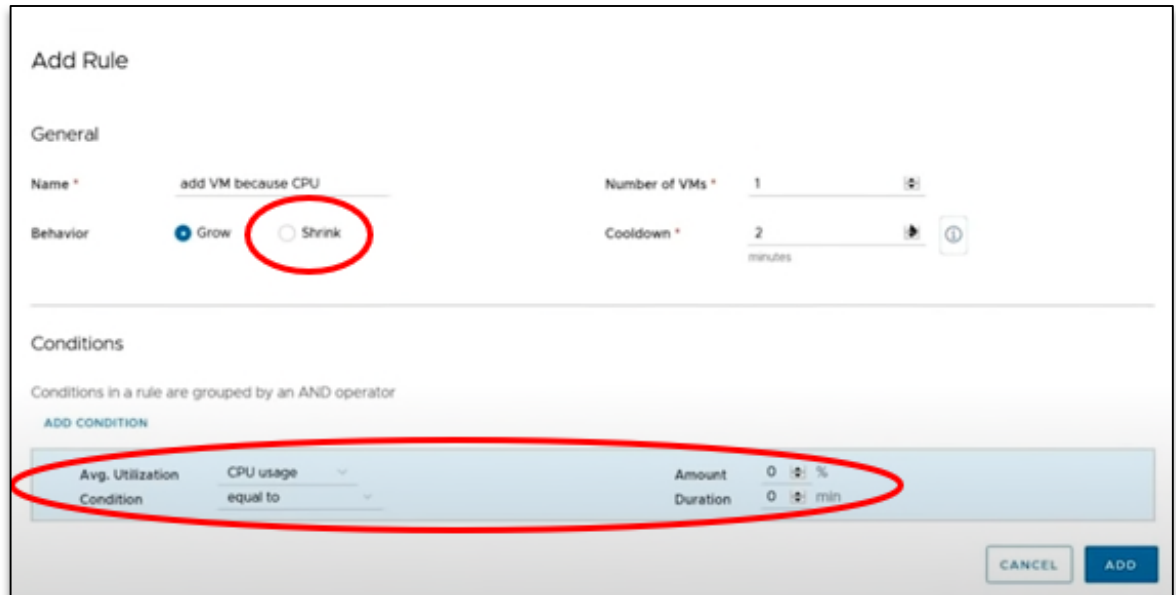 Add Rule
General
Name * add VM because CPU Number of VMs * 1
Behavior Grow Shrink Cooldown * 2
minutes
Conditions
Conditions in a rule are grouped by an AND operator
ADD CONDITION
Avg. Utilization CPU usage Amount 0 %
Condition equal to Duration 0 min
CANCEL ADD